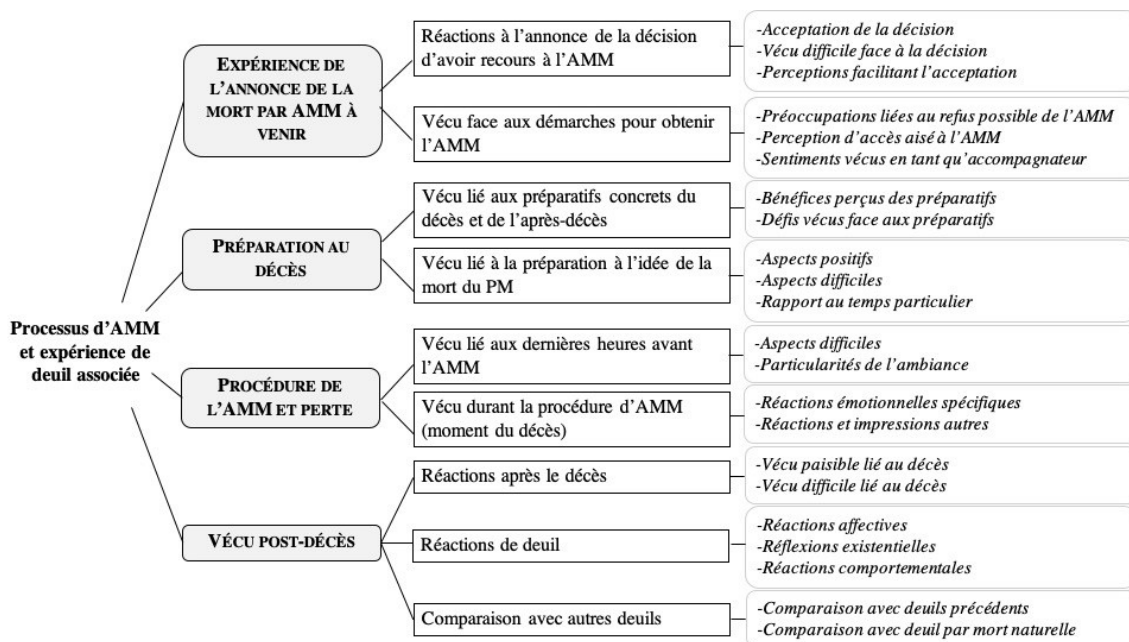 Processus d'AMM
et expérience de
deuil associée
EXPÉRIENCE DE
L'ANNONCE DE LA
MORT PAR AMM À
VENIR
Réactions à l'annonce de la décision
d'avoir recours à l'AMM
-Acceptation de la décision
-Vécu difficile face à la décision
-Perceptions facilitant l'acceptation
Vécu face aux démarches pour obtenir
l'AMM
-Préoccupations liées au refus possible de l'AMM
-Perception d'accès aisé à l'AMM
-Sentiments vécus en tant qu'accompagnateur
PRÉPARATION AU
DÉCÈS
Vécu lié aux préparatifs concrets du
décès et de l'après-décès
-Bénéfices perçus des préparatifs
-Défis vécus face aux préparatifs
Vécu lié à la préparation à l'idée de la
mort du PM
-Aspects positifs
-Aspects difficiles
-Rapport au temps particulier
PROCÉDURE DE
L'AMM ET PERTE
Vécu lié aux dernières heures avant
l'AMM
-Aspects difficiles
-Particularités de l'ambiance
Vécu durant la procédure d'AMM
(moment du décès)
-Réactions émotionnelles spécifiques
-Réactions et impressions autres
VÉCU POST-DÉCÈS
Réactions après le décès
-Vécu paisible lié au décès
-Vécu difficile lié au décès
Réactions de deuil
-Réactions affectives
-Réflexions existentielles
-Réactions comportementales
Comparaison avec autres deuils
-Comparaison avec deuils précédents
-Comparaison avec deuil par mort naturelle